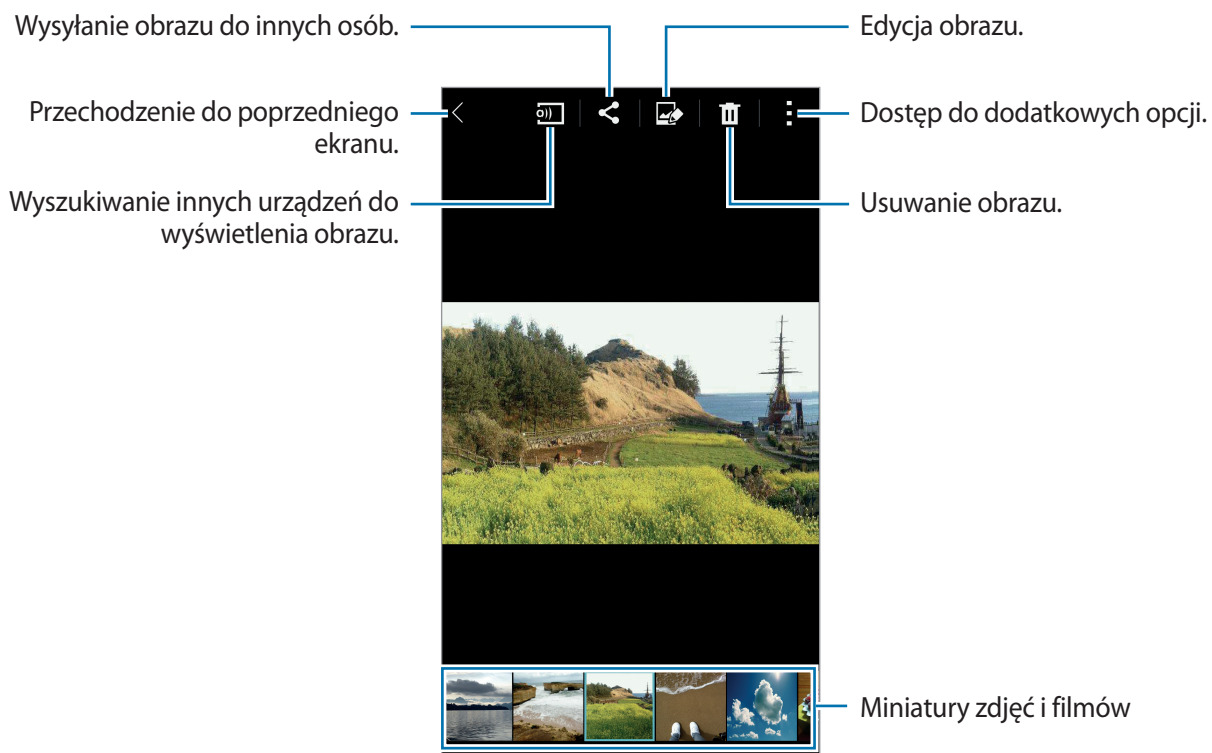 Wysyłanie obrazu do innych osób.
Edycja obrazu.
Przechodzenie do poprzedniego
ekranu.
Dostęp do dodatkowych opcji.
Wyszukiwanie innych urządzeń do
wyświetlenia obrazu.
Usuwanie obrazu.
Miniatury zdjęć i filmów